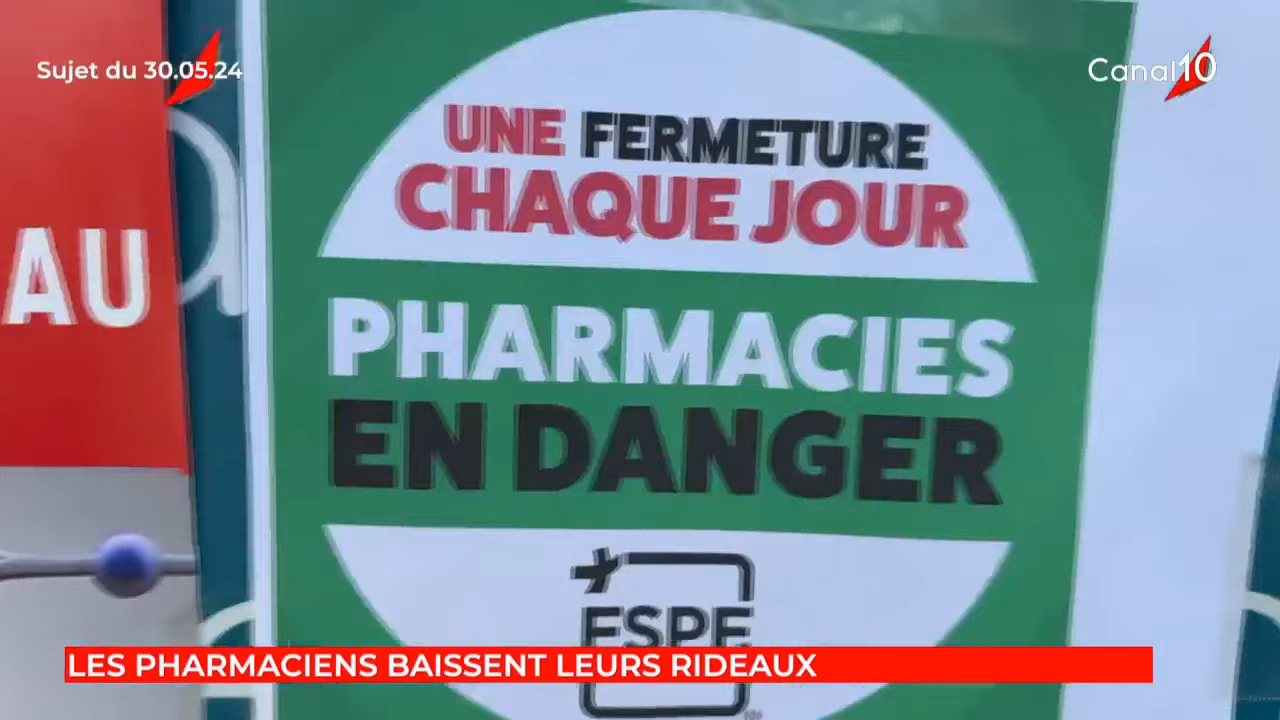 Sujet du 30.05.24
Canal10
AU
UNE FERMETURE
CHAQUE JOUR
PHARMACIES
EN DANGER
ESPE
LES PHARMACIENS BAISSENT LEURS RIDEAUX